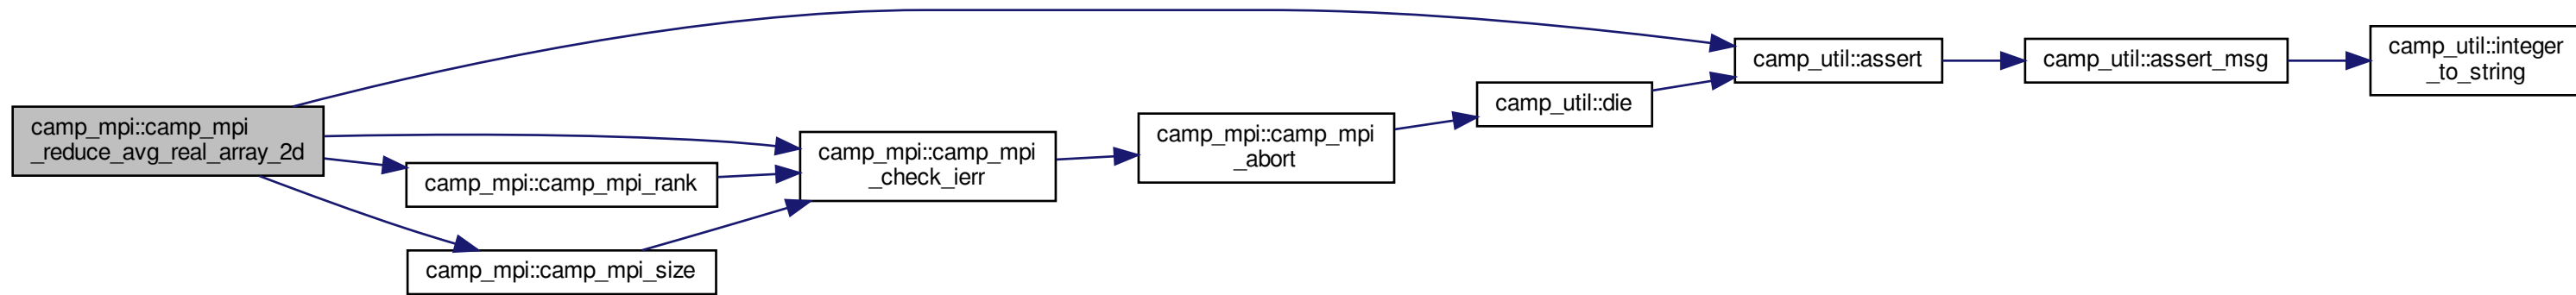 camp_mpi::camp_mpi
_reduce_avg_real_array_2d
camp_mpi::camp_mpi_rank
camp_mpi::camp_mpi_size
camp_mpi::camp_mpi
_check_ierr
camp_mpi::camp_mpi
_abort
camp_util::die
camp_util::assert
camp_util::assert_msg
camp_util::integer
_to_string